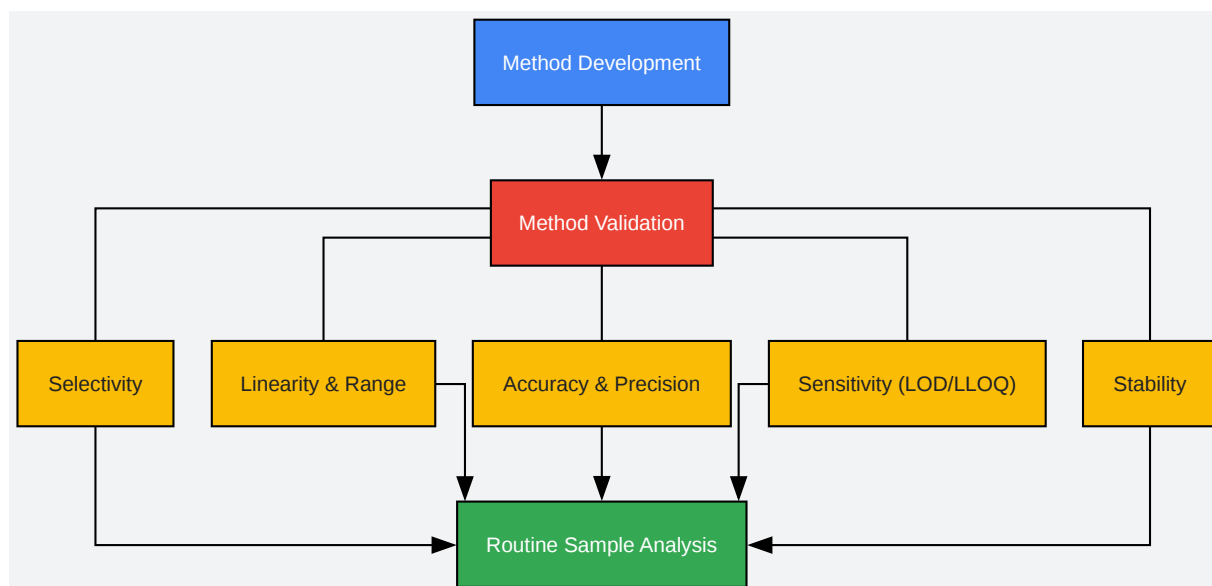 Method Development
Method Validation
Selectivity
Linearity & Range
Accuracy & Precision
Sensitivity (LOD/LLOQ)
Stability
Routine Sample Analysis